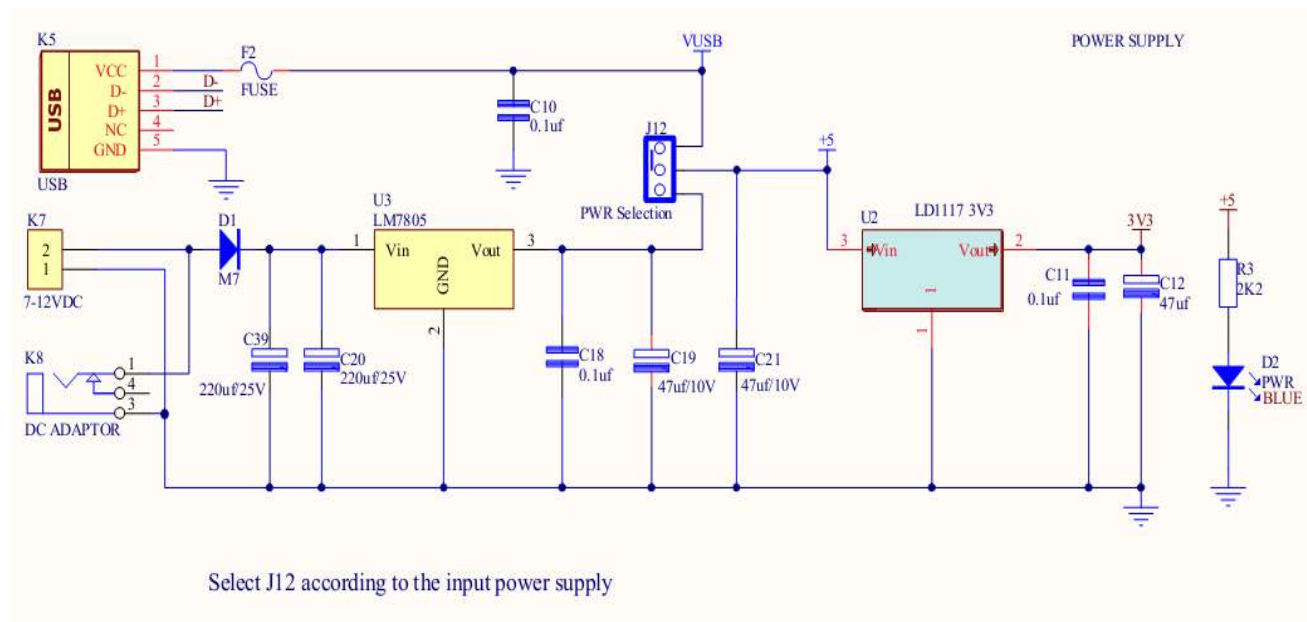 POWER SUPPLY
K5
USB
VCC 1
D- 2 D-
D+ 3 D+
NC 4
GND 5
USB
F2
FUSE
C10
0.1uf
VUSB
J12
PWR Selection
+5
K7
2
1
7-12VDC
D1
M7
U3
LM7805
1 Vin
Vout 3
GND
2
U2
LD1117 3V3
3 Vin
Vout 2
1
1
3V3
+5
R3
2K2
D2
PWR
BLUE
K8
1
4
3
DC ADAPTOR
C39
220uf/25V
C20
220uf/25V
C18
0.1uf
C19
47uf/10V
C21
47uf/10V
C11
0.1uf
C12
47uf
Select J12 according to the input power supply